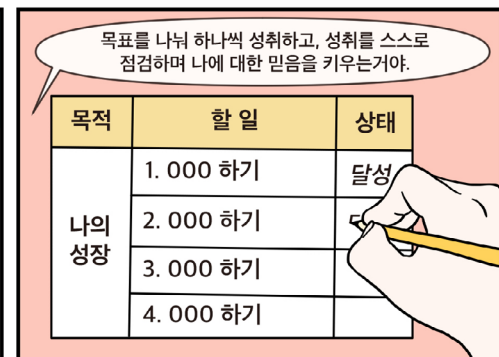 목표를 나눠 하나씩 성취하고, 성취를 스스로
점검하며 나에 대한 믿음을 키우는거야.
목적 할 일 상태
1. 000 하기 달성
2. 000 하기
나의
성장
3. 000 하기
4. 000 하기